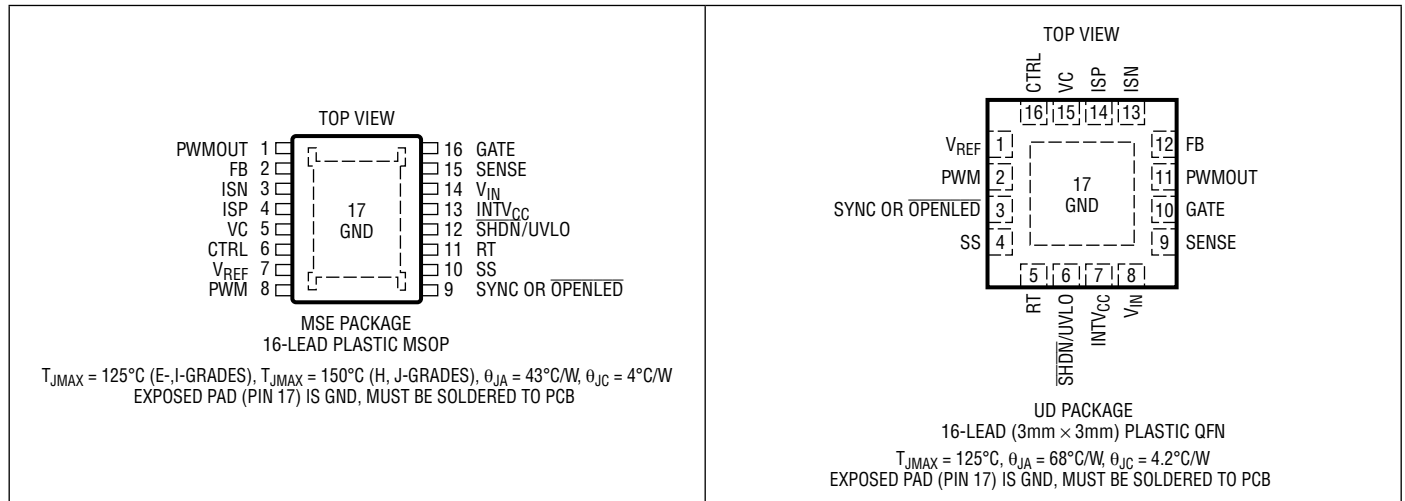 TOP VIEW
PWMOUT 1
FB 2
ISN 3
ISP 4
VC 5
CTRL 6
VREF 7
PWM 8
17
GND
16 GATE
15 SENSE
14 VIN
13 INTVCC
12 SHDN/UVLO
11 RT
10 SS
9 SYNC OR OPENLED
MSE PACKAGE
16-LEAD PLASTIC MSOP
TJMAX = 125°C (E-,I-GRADES), TJMAX = 150°C (H, J-GRADES), θJA = 43°C/W, θJC = 4°C/W
EXPOSED PAD (PIN 17) IS GND, MUST BE SOLDERED TO PCB
TOP VIEW
CTRL VC ISP ISN
16 15 14 13
VREF 1
PWM 2
SYNC OR OPENLED 3
SS 4
17
GND
12 FB
11 PWMOUT
10 GATE
9 SENSE
5 6 7 8
RT SHDN/UVLO INTVCC VIN
UD PACKAGE
16-LEAD (3mm × 3mm) PLASTIC QFN
TJMAX = 125°C, θJA = 68°C/W, θJC = 4.2°C/W
EXPOSED PAD (PIN 17) IS GND, MUST BE SOLDERED TO PCB